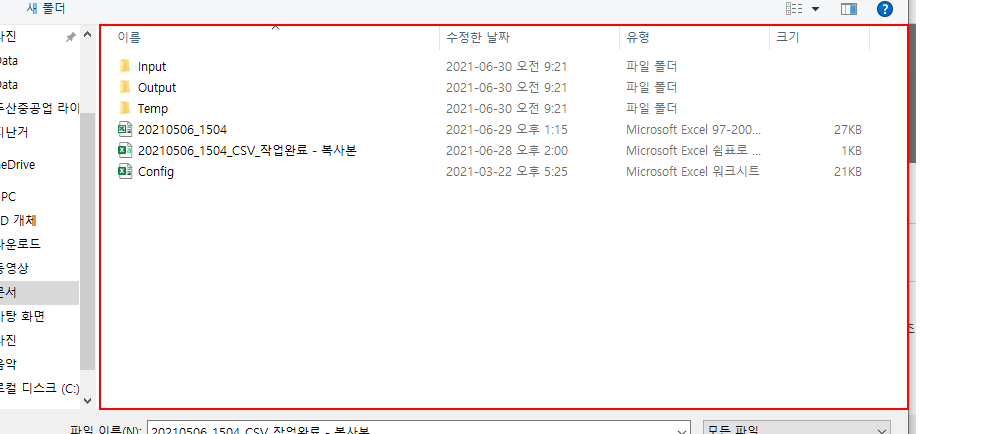 새 폴더
이름 수정한 날짜 유형 크기
Input 2021-06-30 오전 9:21 파일 폴더
Output 2021-06-30 오전 9:21 파일 폴더
Temp 2021-06-30 오전 9:21 파일 폴더
20210506_1504 2021-06-29 오후 1:15 Microsoft Excel 97-200... 27KB
20210506_1504_CSV_작업완료 - 복사본 2021-06-28 오후 2:00 Microsoft Excel 쉼표로 ... 1KB
Config 2021-03-22 오후 5:25 Microsoft Excel 워크시트 21KB
사진
Data
Data
두산중공업 라이
지난거
neDrive
PC
D 개체
다운로드
동영상
문서
바탕 화면
사진
음악
로컬 디스크 (C:)
파일 이름(N): 20210506_1504_CSV_작업완료 - 복사본
모든 파일